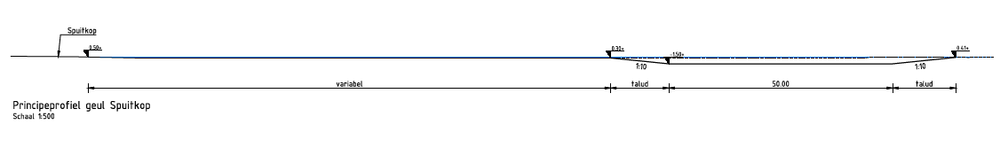 Spuitkop
0.50+
0.30+
-1.50+
0.41+
1:10
1:10
variabel
talud
50.00
talud
Principeprofiel geul Spuitkop
Schaal 1:500